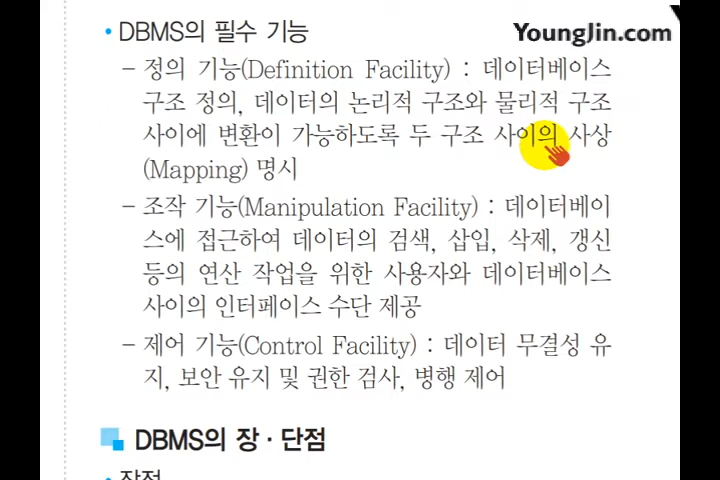 • DBMS의 필수 기능
YoungJin.com
– 정의 기능(Definition Facility) : 데이터베이스
구조 정의, 데이터의 논리적 구조와 물리적 구조
사이에 변환이 가능하도록 두 구조 사이의 사상
(Mapping) 명시
– 조작 기능(Manipulation Facility) : 데이터베이
스에 접근하여 데이터의 검색, 삽입, 삭제, 갱신
등의 연산 작업을 위한 사용자와 데이터베이스
사이의 인터페이스 수단 제공
– 제어 기능(Control Facility) : 데이터 무결성 유
지, 보안 유지 및 권한 검사, 병행 제어
DBMS의 장 · 단점
• 장점